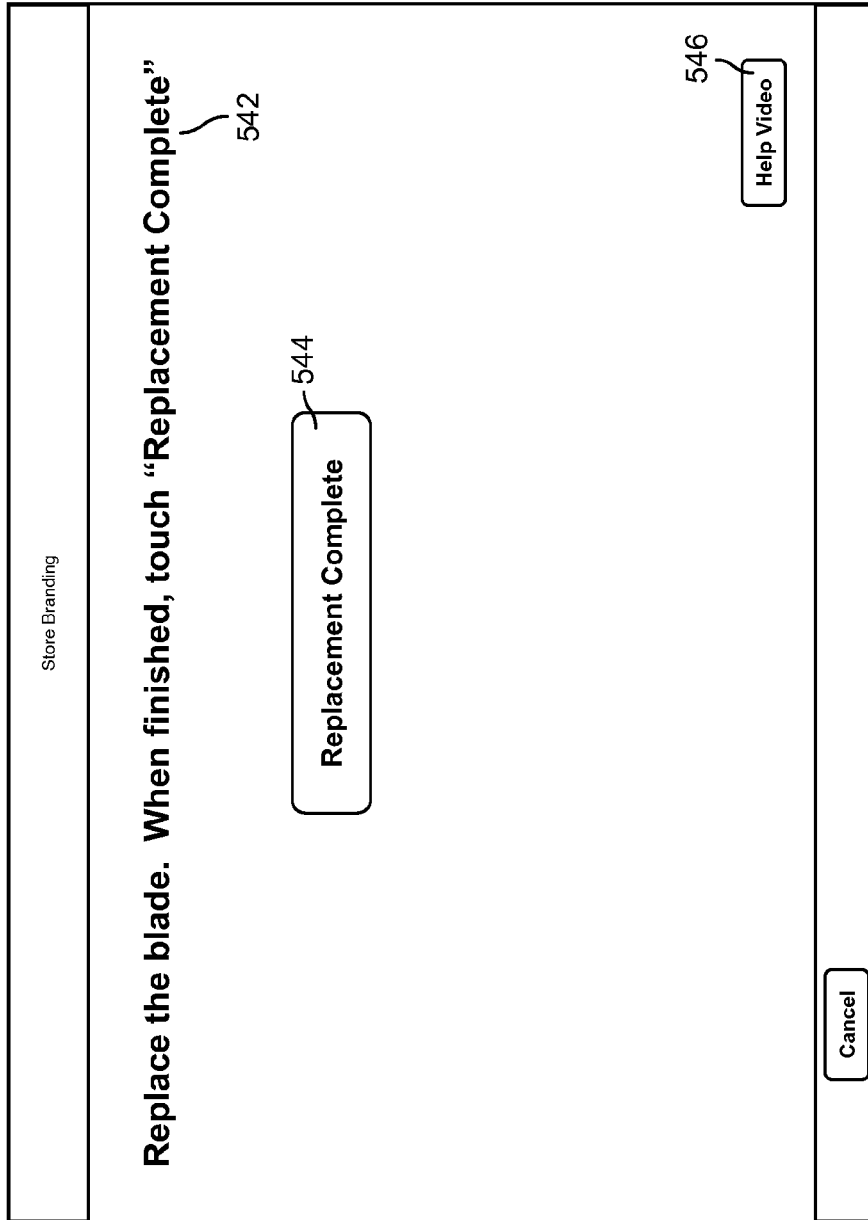 Store Branding
Replace the blade.  When finished, touch “Replacement Complete”
542
544
Replacement Complete
546
Help Video
Cancel